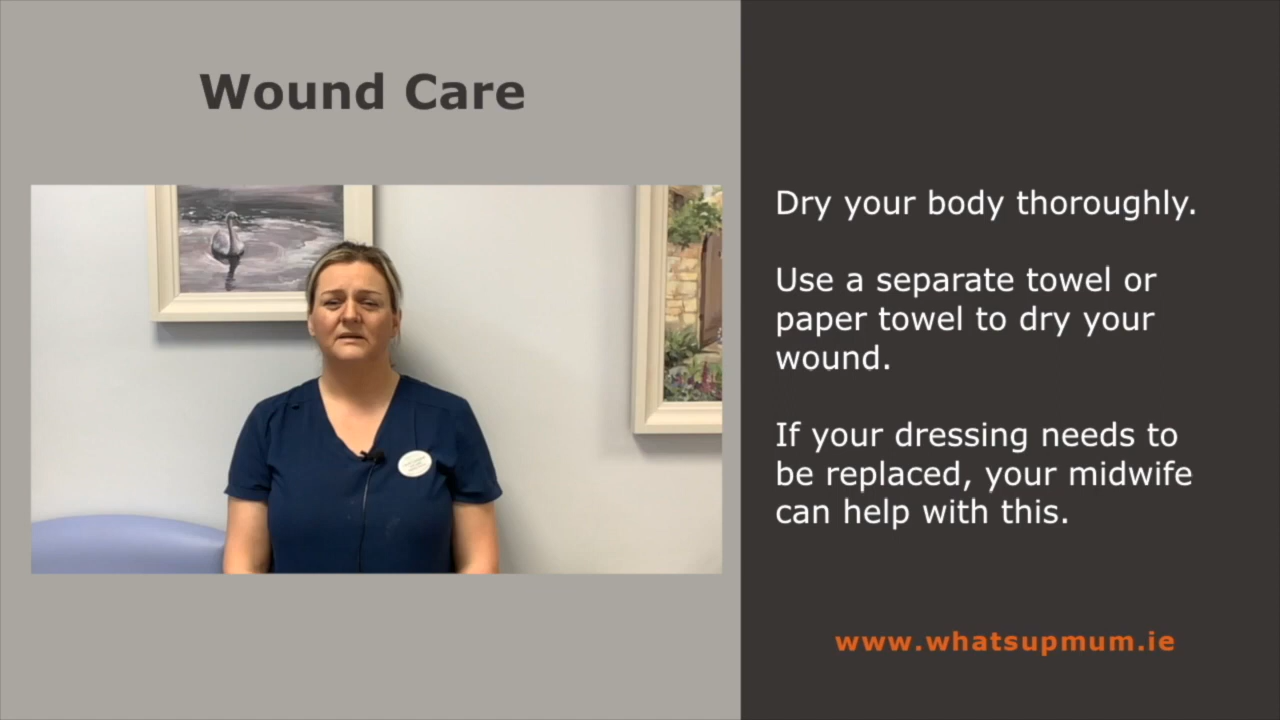 Wound Care
Dry your body thoroughly.
Use a separate towel or
paper towel to dry your
wound.
If your dressing needs to
be replaced, your midwife
can help with this.
www.whatsupmum.ie